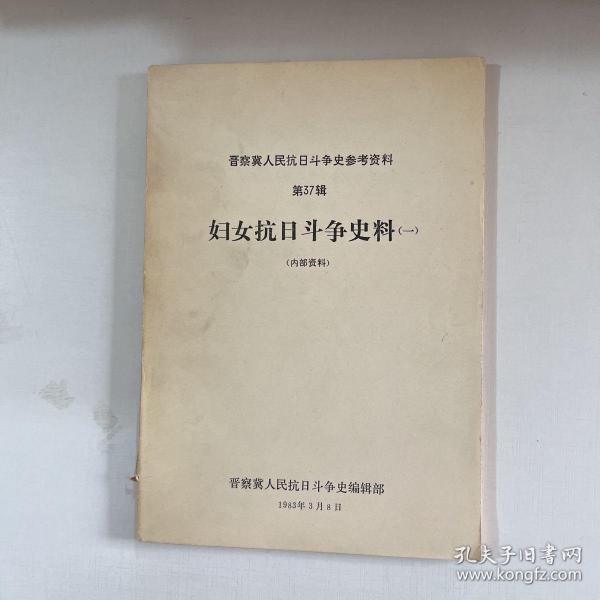 晋察冀人民抗日斗争史参考资料
第37辑
妇女抗日斗争史料(一)
(内部资料)
晋察冀人民抗日斗争史编辑部
1983年3月8日
孔夫子旧书网
www.kongfz.com